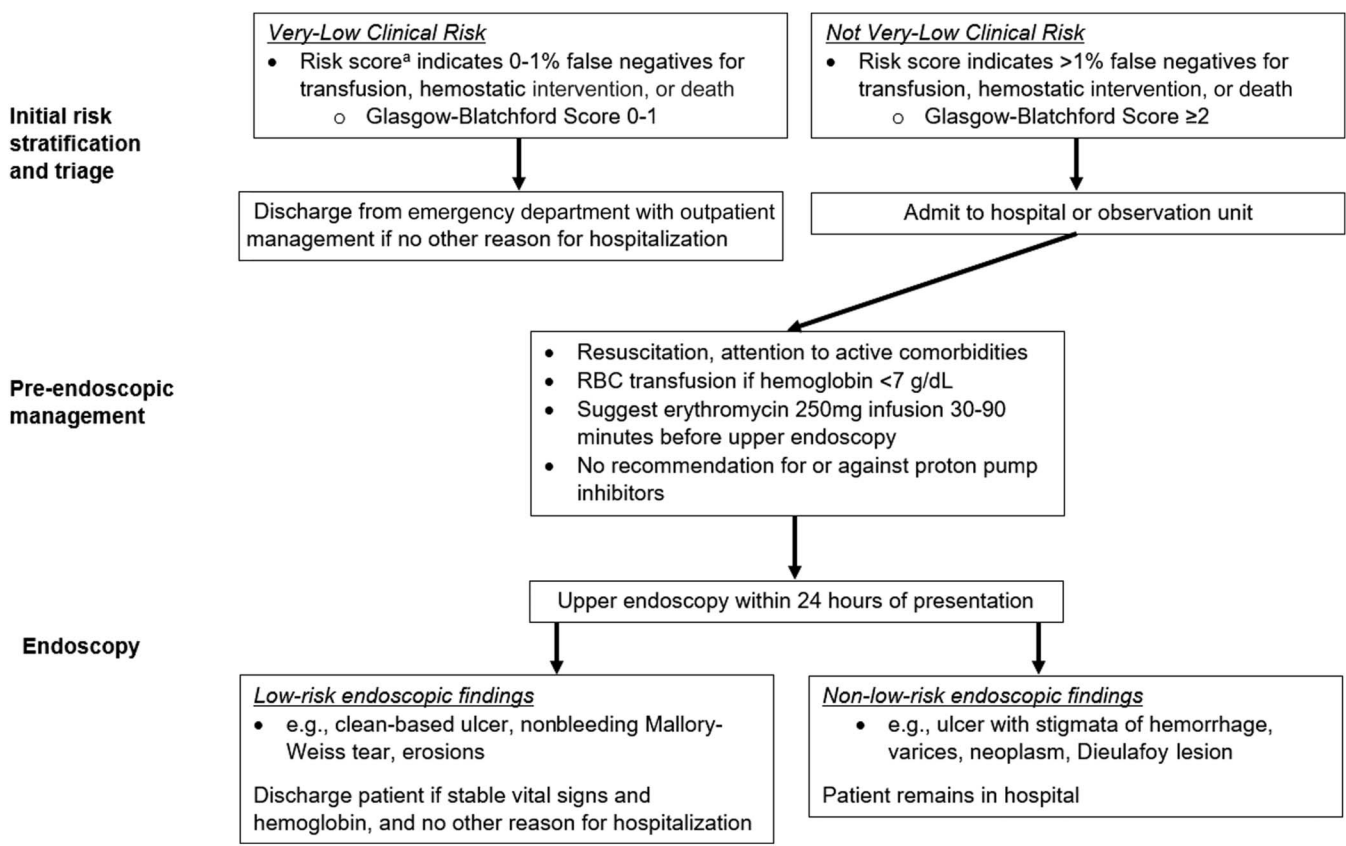 Initial risk
stratification
and triage
Very-Low Clinical Risk
• Risk scoreᵃ indicates 0-1% false negatives for
transfusion, hemostatic intervention, or death
o Glasgow-Blatchford Score 0-1
Not Very-Low Clinical Risk
• Risk score indicates >1% false negatives for
transfusion, hemostatic intervention, or death
o Glasgow-Blatchford Score ≥2
Discharge from emergency department with outpatient
management if no other reason for hospitalization
Admit to hospital or observation unit
Pre-endoscopic
management
• Resuscitation, attention to active comorbidities
• RBC transfusion if hemoglobin <7 g/dL
• Suggest erythromycin 250mg infusion 30-90
minutes before upper endoscopy
• No recommendation for or against proton pump
inhibitors
Endoscopy
Upper endoscopy within 24 hours of presentation
Low-risk endoscopic findings
• e.g., clean-based ulcer, nonbleeding Mallory-
Weiss tear, erosions
Discharge patient if stable vital signs and
hemoglobin, and no other reason for hospitalization
Non-low-risk endoscopic findings
• e.g., ulcer with stigmata of hemorrhage,
varices, neoplasm, Dieulafoy lesion
Patient remains in hospital